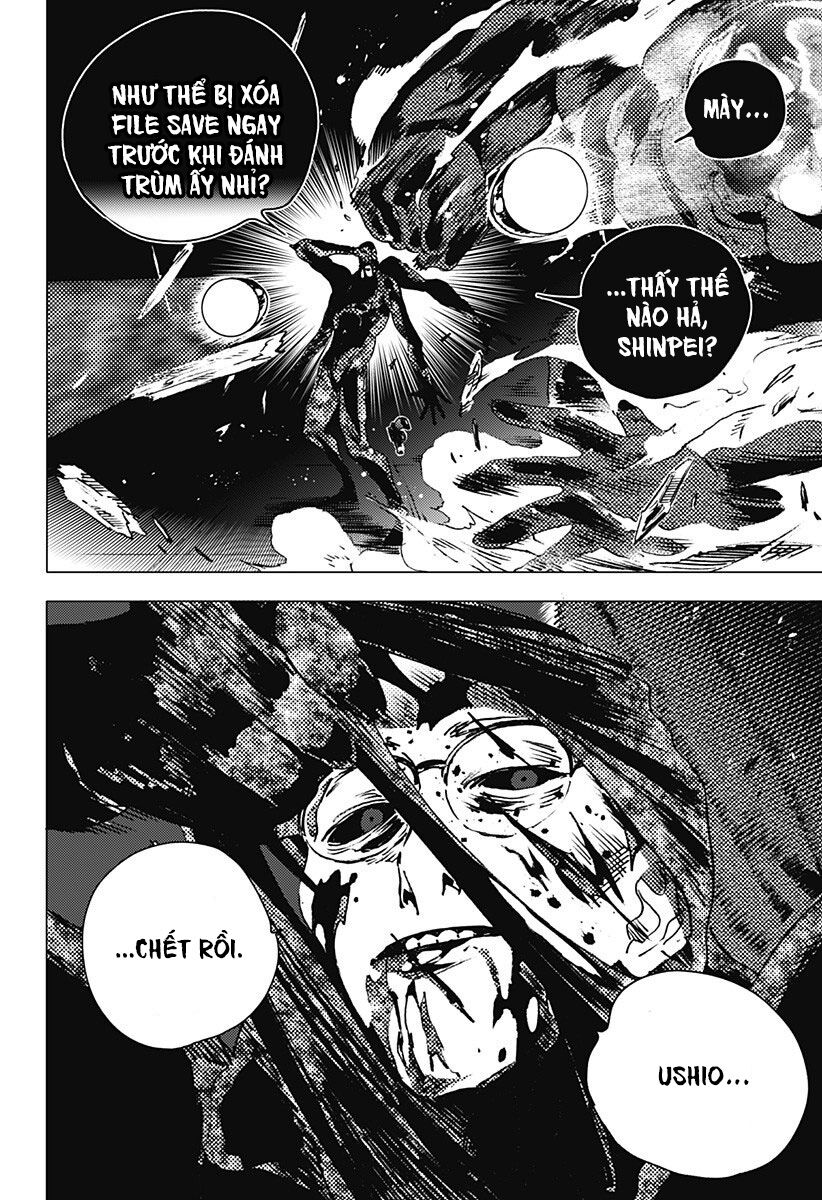 MÀY...
...THẤY THẾ
NÀO HẢ,
SHINPEI?
NHƯ THỂ BỊ XÓA
FILE SAVE NGAY
TRƯỚC KHI ĐÁNH
TRÙM ẤY NHỈ?
USHIO...
...CHẾT RỒI.